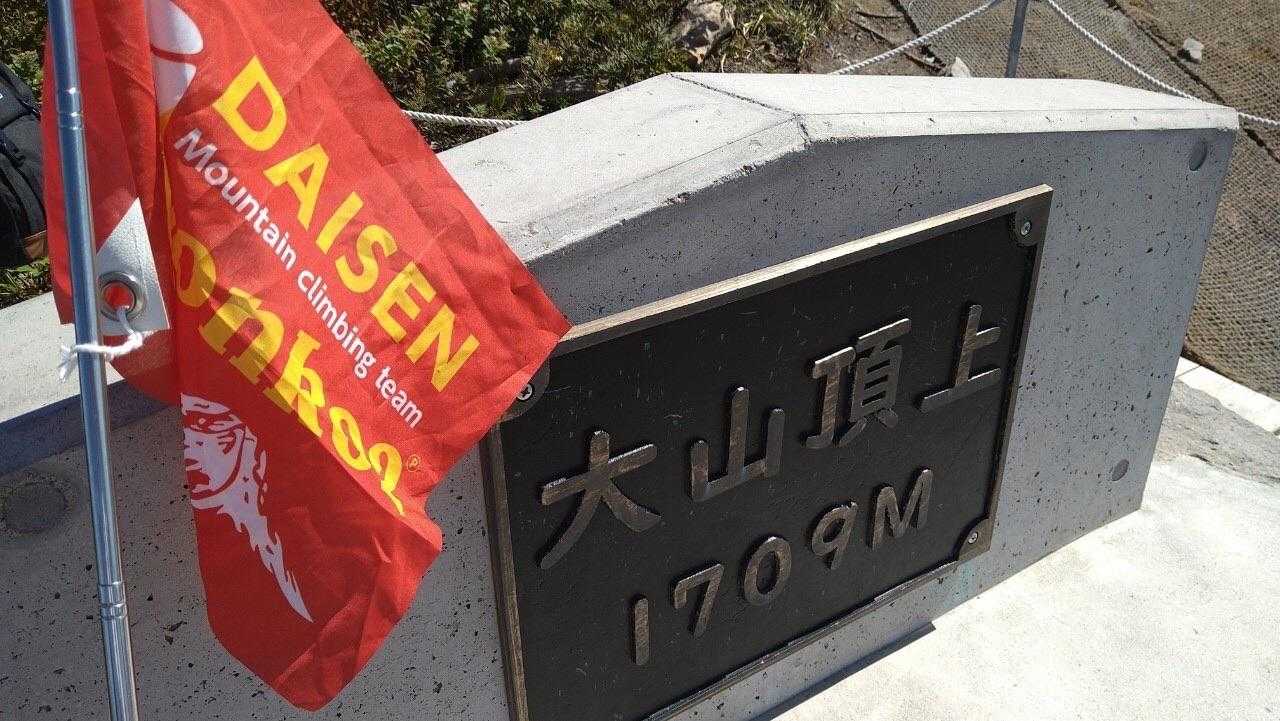 DAISEN
Mountain climbing team
大山頂上
1709M